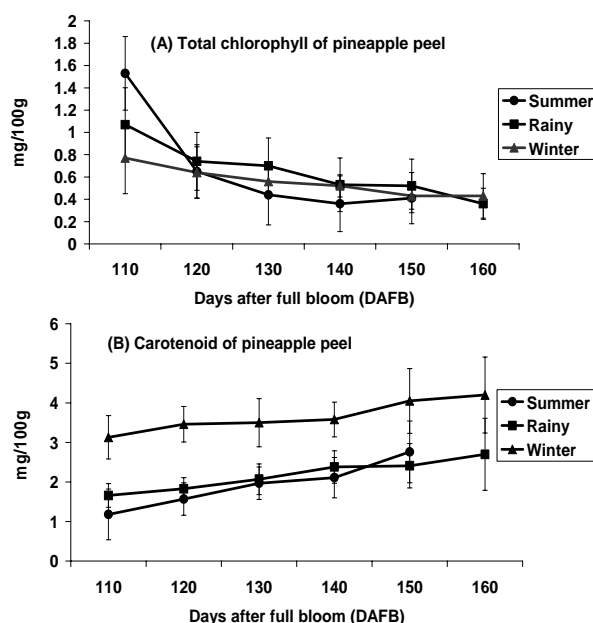 (A) Total chlorophyll of pineapple peel
mg/100g
2
1.8
1.6
1.4
1.2
1
0.8
0.6
0.4
0.2
0
Summer
Rainy
Winter
110 120 130 140 150 160
Days after full bloom (DAFB)
(B) Carotenoid of pineapple peel
mg/100g
6
5
4
3
2
1
0
Summer
Rainy
Winter
110 120 130 140 150 160
Days after full bloom (DAFB)